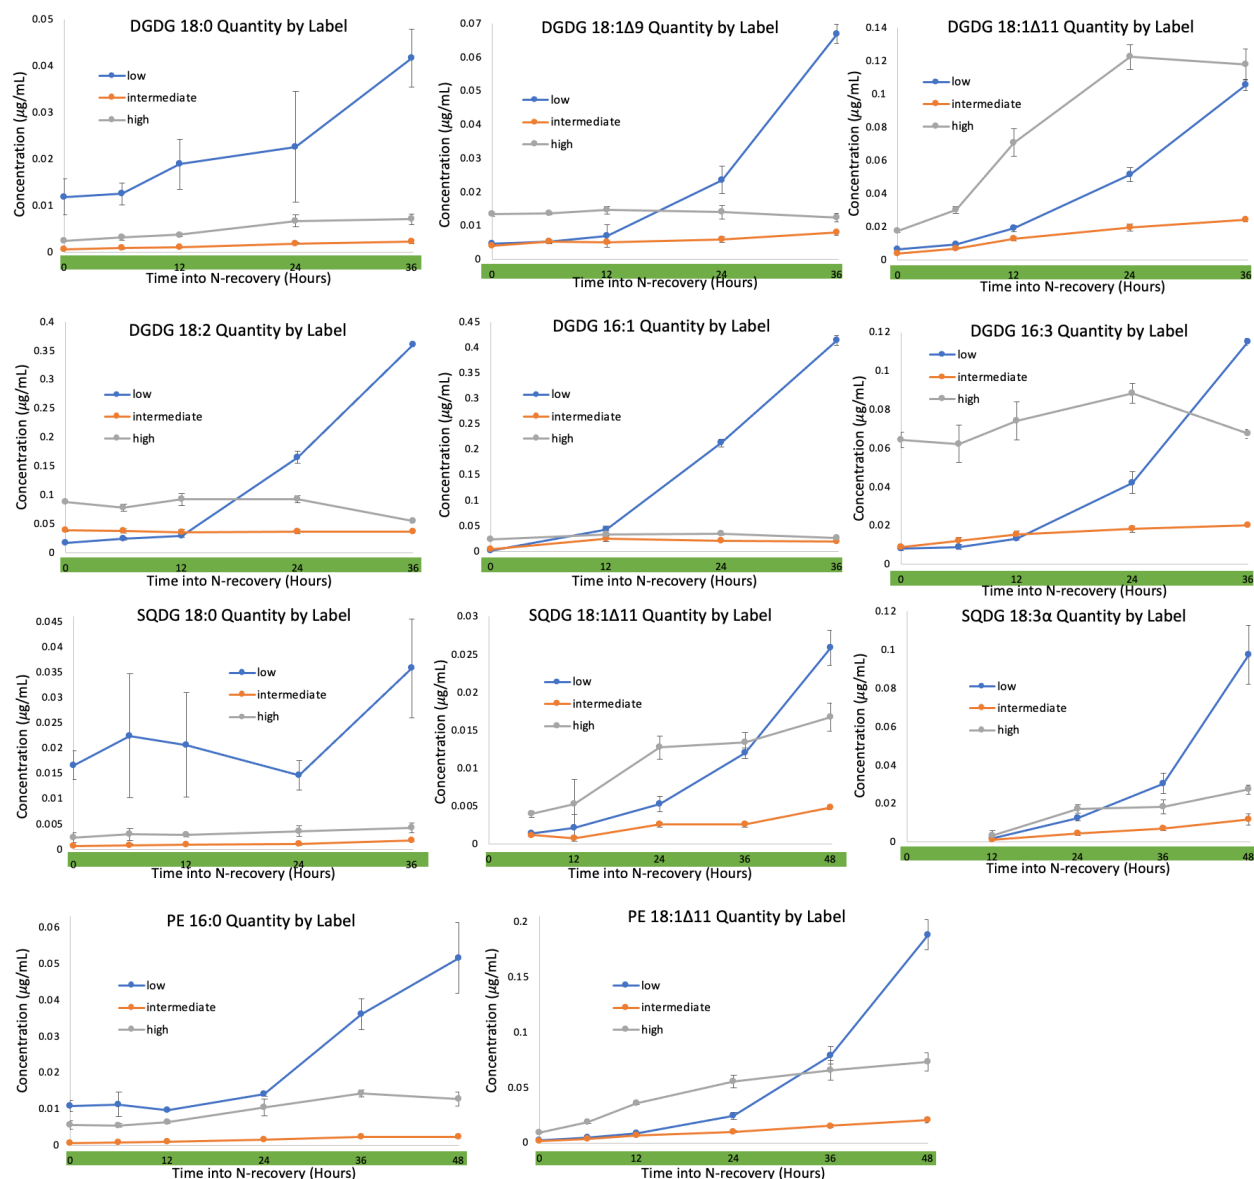 DGDG 18:0 Quantity by Label
Concentration (µg/mL)
0.05
0.04
0.03
0.02
0.01
0
low
intermediate
high
0 12 24 36
Time into N-recovery (Hours)
DGDG 18:1Δ9 Quantity by Label
Concentration (µg/mL)
0.07
0.06
0.05
0.04
0.03
0.02
0.01
0
low
intermediate
high
0 12 24 36
Time into N-recovery (Hours)
DGDG 18:1Δ11 Quantity by Label
Concentration (µg/mL)
0.14
0.12
0.1
0.08
0.06
0.04
0.02
0
low
intermediate
high
0 12 24 36
Time into N-recovery (Hours)
DGDG 18:2 Quantity by Label
Concentration (µg/mL)
0.4
0.35
0.3
0.25
0.2
0.15
0.1
0.05
0
low
intermediate
high
0 12 24 36
Time into N-recovery (Hours)
DGDG 16:1 Quantity by Label
Concentration (µg/mL)
0.45
0.4
0.35
0.3
0.25
0.2
0.15
0.1
0.05
0
low
intermediate
high
0 12 24 36
Time into N-recovery (Hours)
DGDG 16:3 Quantity by Label
Concentration (µg/mL)
0.12
0.1
0.08
0.06
0.04
0.02
0
low
intermediate
high
0 12 24 36
Time into N-recovery (Hours)
SQDG 18:0 Quantity by Label
Concentration (µg/mL)
0.045
0.04
0.035
0.03
0.025
0.02
0.015
0.01
0.005
0
low
intermediate
high
0 12 24 36
Time into N-recovery (Hours)
SQDG 18:1Δ11 Quantity by Label
Concentration (µg/mL)
0.03
0.025
0.02
0.015
0.01
0.005
0
low
intermediate
high
0 12 24 36 48
Time into N-recovery (Hours)
SQDG 18:3α Quantity by Label
Concentration (µg/mL)
0.12
0.1
0.08
0.06
0.04
0.02
0
low
intermediate
high
0 12 24 36 48
Time into N-recovery (Hours)
PE 16:0 Quantity by Label
Concentration (µg/mL)
0.06
0.05
0.04
0.03
0.02
0.01
0
low
intermediate
high
0 12 24 36 48
Time into N-recovery (Hours)
PE 18:1Δ11 Quantity by Label
Concentration (µg/mL)
0.2
0.15
0.1
0.05
0
low
intermediate
high
0 12 24 36 48
Time into N-recovery (Hours)